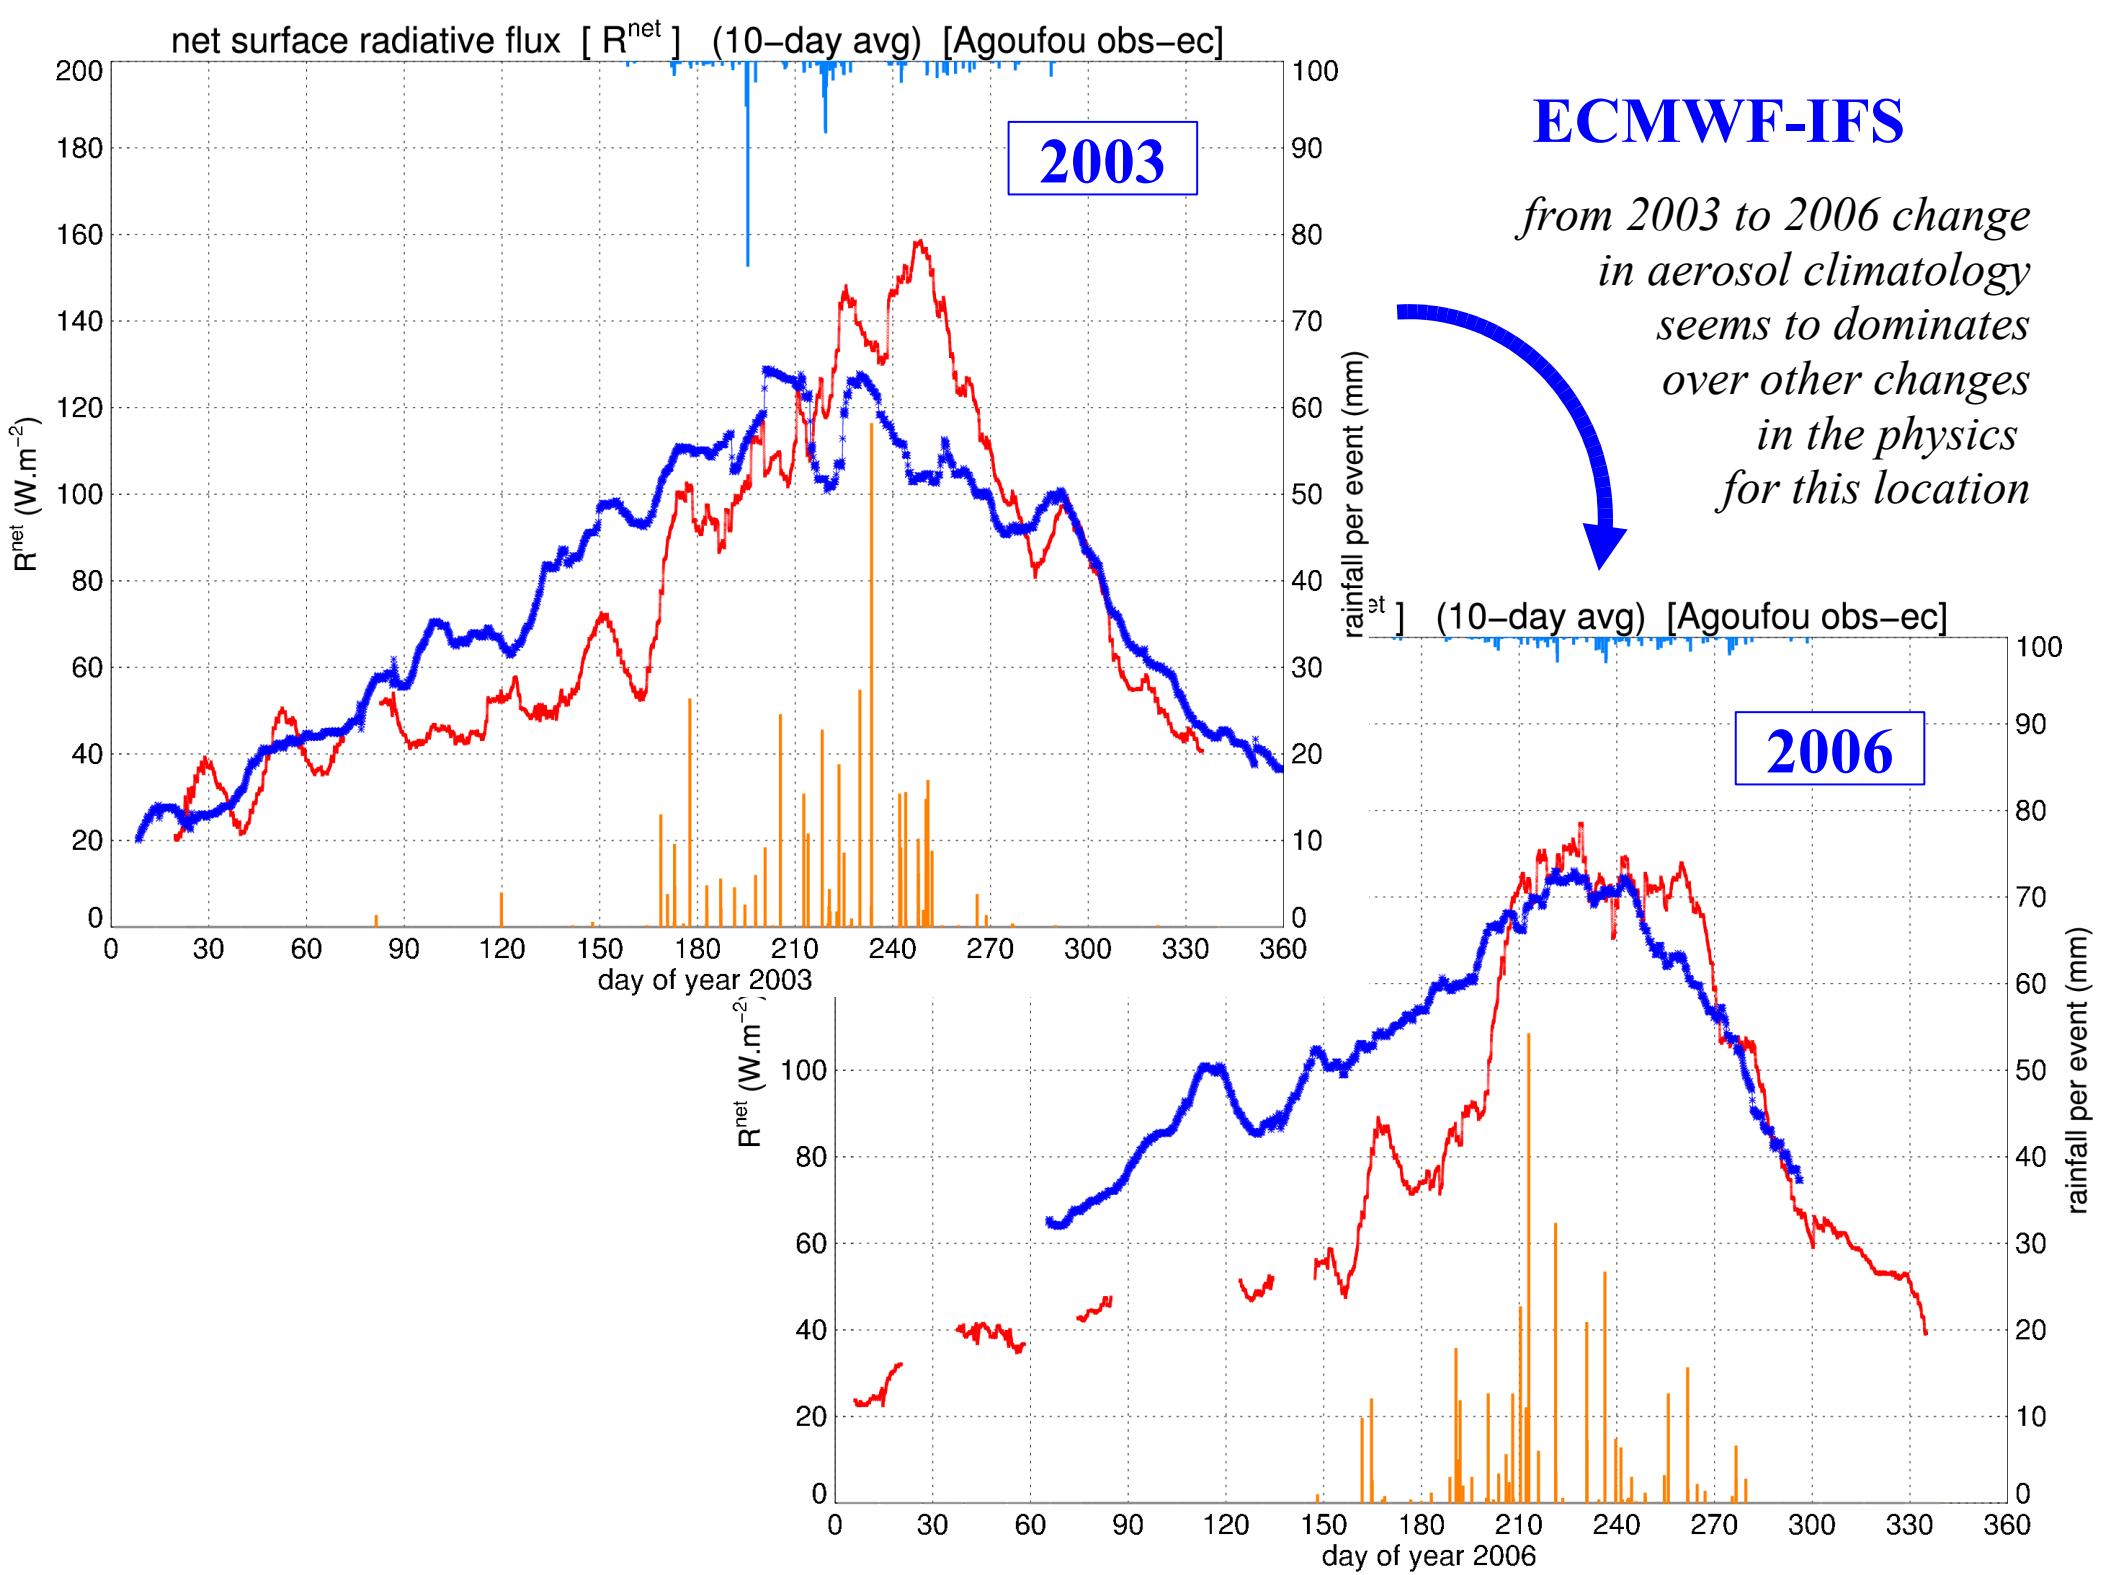 net surface radiative flux [ Rnet ] (10−day avg) [Agoufou obs−ec]
200
180
160
140
120
100
80
60
40
20
0
Rnet (W.m−2)
100
90
80
70
60
50
40
30
20
10
0
rainfall per event (mm)
2003
0 30 60 90 120 150 180 210 240 270 300 330 360
day of year 2003
ECMWF-IFS
from 2003 to 2006 change
in aerosol climatology
seems to dominates
over other changes
in the physics
for this location
et ] (10−day avg) [Agoufou obs−ec]
2006
100
80
60
40
20
0
Rnet (W.m−2)
100
90
80
70
60
50
40
30
20
10
0
rainfall per event (mm)
0 30 60 90 120 150 180 210 240 270 300 330 360
day of year 2006